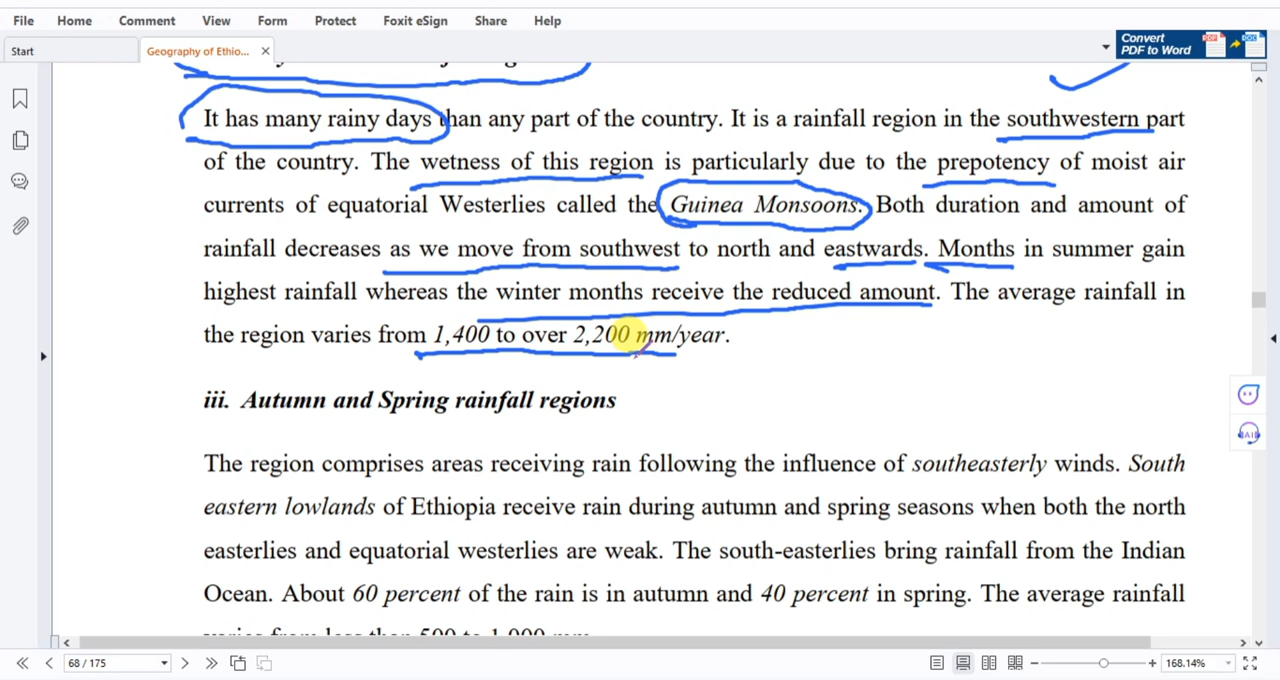 File Home Comment View Form Protect Foxit eSign Share Help
Start Geography of Ethio... Convert
PDF to Word
It has many rainy days than any part of the country. It is a rainfall region in the southwestern part
of the country. The wetness of this region is particularly due to the prepotency of moist air
currents of equatorial Westerlies called the Guinea Monsoons. Both duration and amount of
rainfall decreases as we move from southwest to north and eastwards. Months in summer gain
highest rainfall whereas the winter months receive the reduced amount. The average rainfall in
the region varies from 1,400 to over 2,200 mm/year.
iii. Autumn and Spring rainfall regions
The region comprises areas receiving rain following the influence of southeasterly winds. South
eastern lowlands of Ethiopia receive rain during autumn and spring seasons when both the north
easterlies and equatorial westerlies are weak. The south-easterlies bring rainfall from the Indian
Ocean. About 60 percent of the rain is in autumn and 40 percent in spring. The average rainfall
varies from less than 500 to 1,000 mm.
68 / 175 168.14%